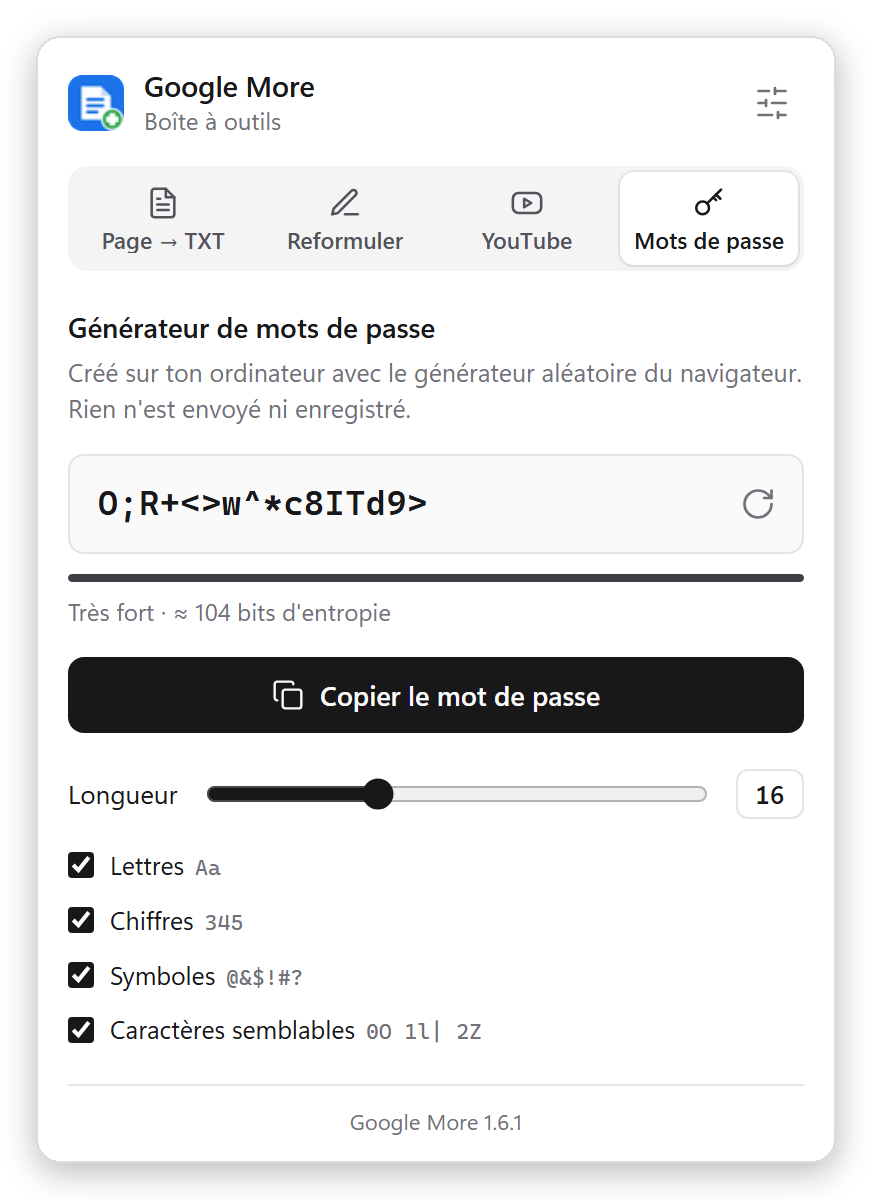 Google More
Boîte à outils
Page → TXT
Reformuler
YouTube
Mots de passe
Générateur de mots de passe
Créé sur ton ordinateur avec le générateur aléatoire du navigateur.
Rien n'est envoyé ni enregistré.
O;R+<>w^*c8ITd9>
Très fort · ≈ 104 bits d'entropie
Copier le mot de passe
Longueur
16
Lettres Aa
Chiffres 345
Symboles @&$!#?
Caractères semblables 0O 1l| 2Z
Google More 1.6.1